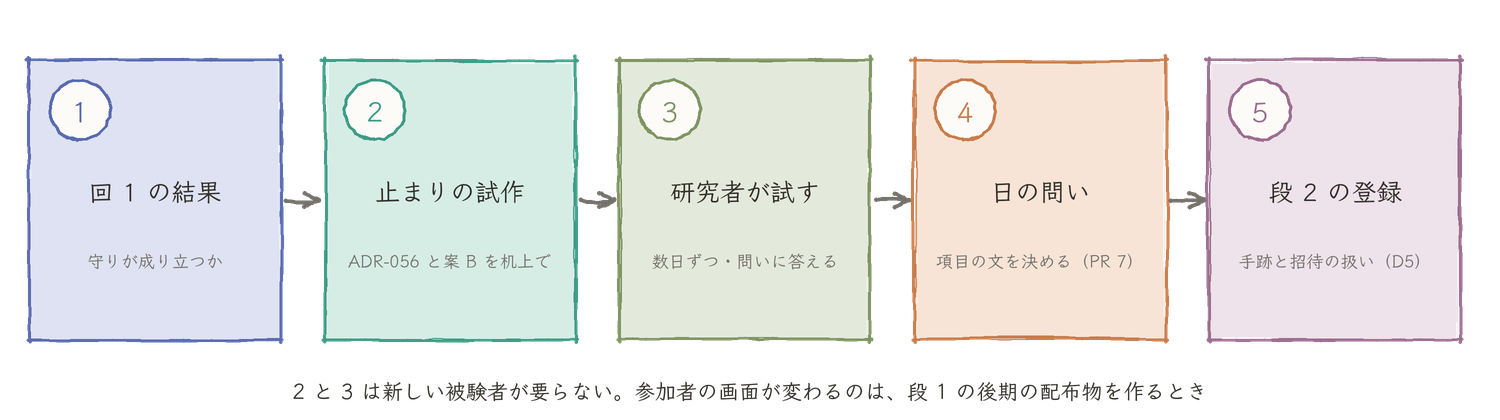 1
回 1 の結果
守りが成り立つか
2
止まりの試作
ADR-056 と案 B を机上で
3
研究者が試す
数日ずつ・問いに答える
4
日の問い
項目の文を決める（PR 7）
5
段 2 の登録
手跡と招待の扱い（D5）
2 と 3 は新しい被験者が要らない。参加者の画面が変わるのは、段 1 の後期の配布物を作るとき